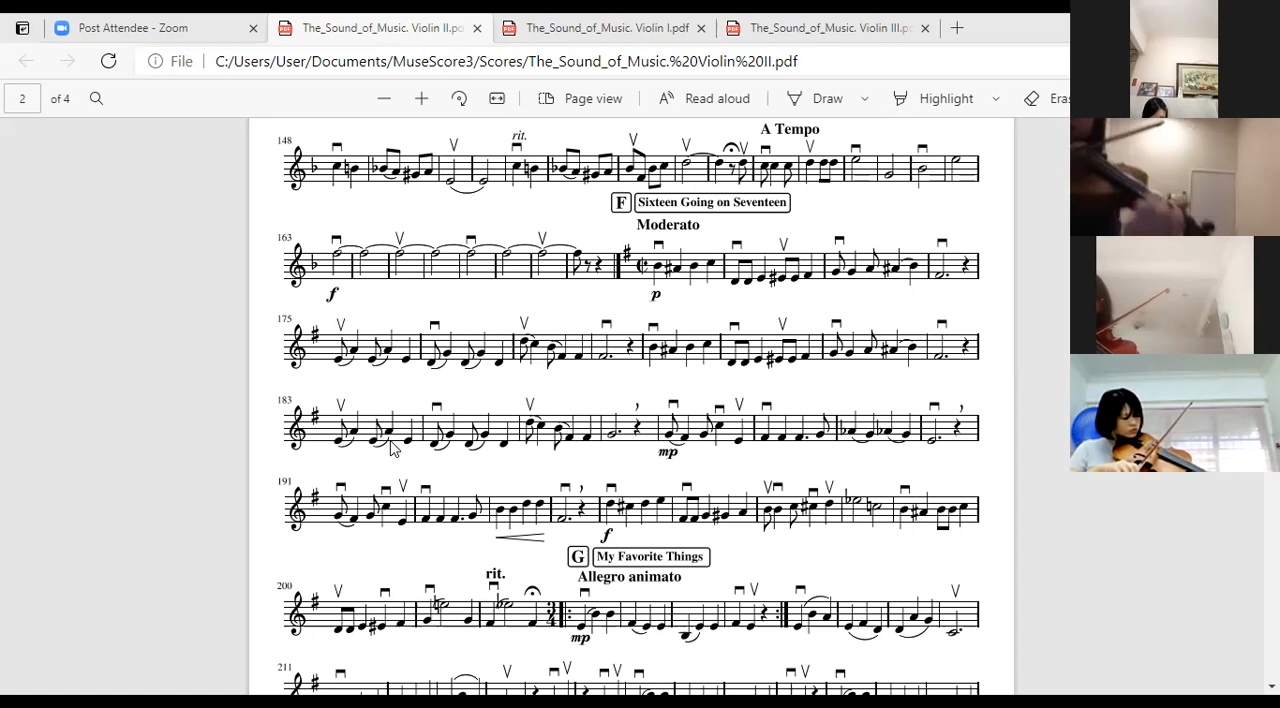 Post Attendee - Zoom
The_Sound_of_Music. Violin II.pd
The_Sound_of_Music. Violin I.pdf
The_Sound_of_Music. Violin III.pd
File
C:/Users/User/Documents/MuseScore3/Scores/The_Sound_of_Music.%20Violin%20II.pdf
2 of 4
Page view
Read aloud
Draw
Highlight
Eras
148
rit.
A Tempo
F Sixteen Going on Seventeen
Moderato
163
f
p
175
183
mp
191
f
G My Favorite Things
rit.
Allegro animato
200
mp
211